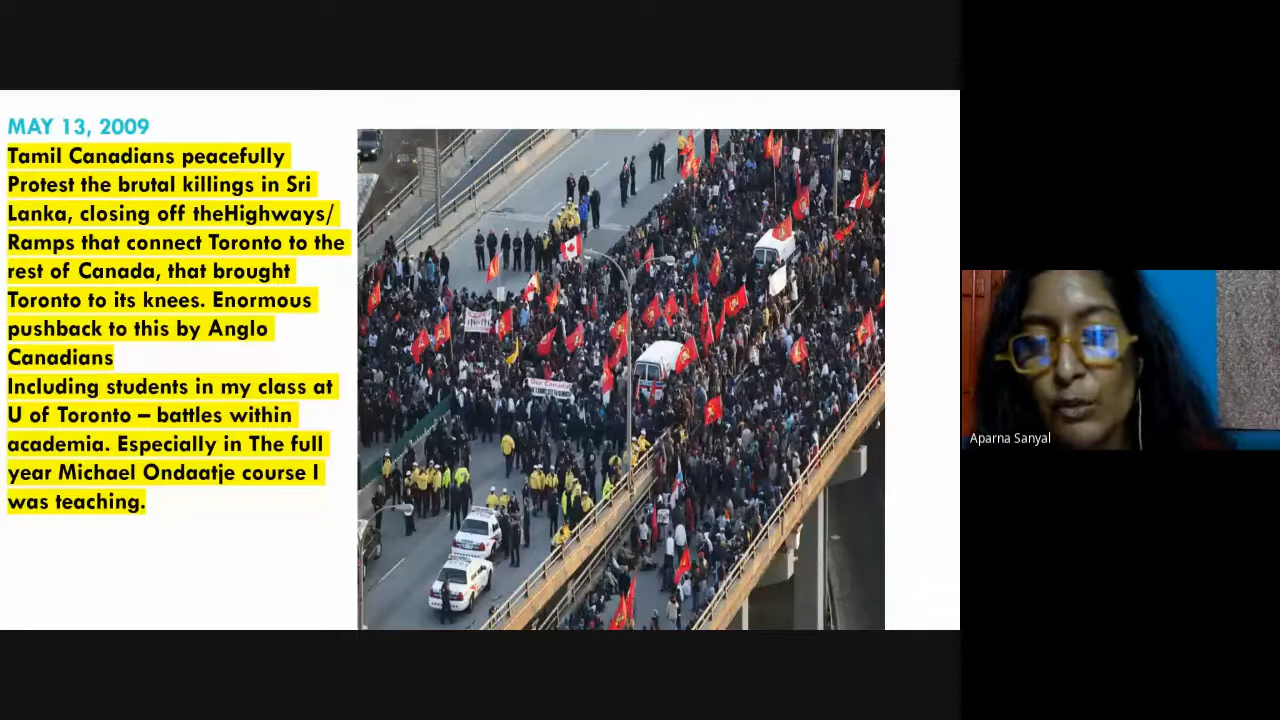 MAY 13, 2009
Tamil Canadians peacefully
Protest the brutal killings in Sri
Lanka, closing off theHighways/
Ramps that connect Toronto to the
rest of Canada, that brought
Toronto to its knees. Enormous
pushback to this by Anglo
Canadians
Including students in my class at
U of Toronto – battles within
academia. Especially in The full
year Michael Ondaatje course I
was teaching.
Aparna Sanyal